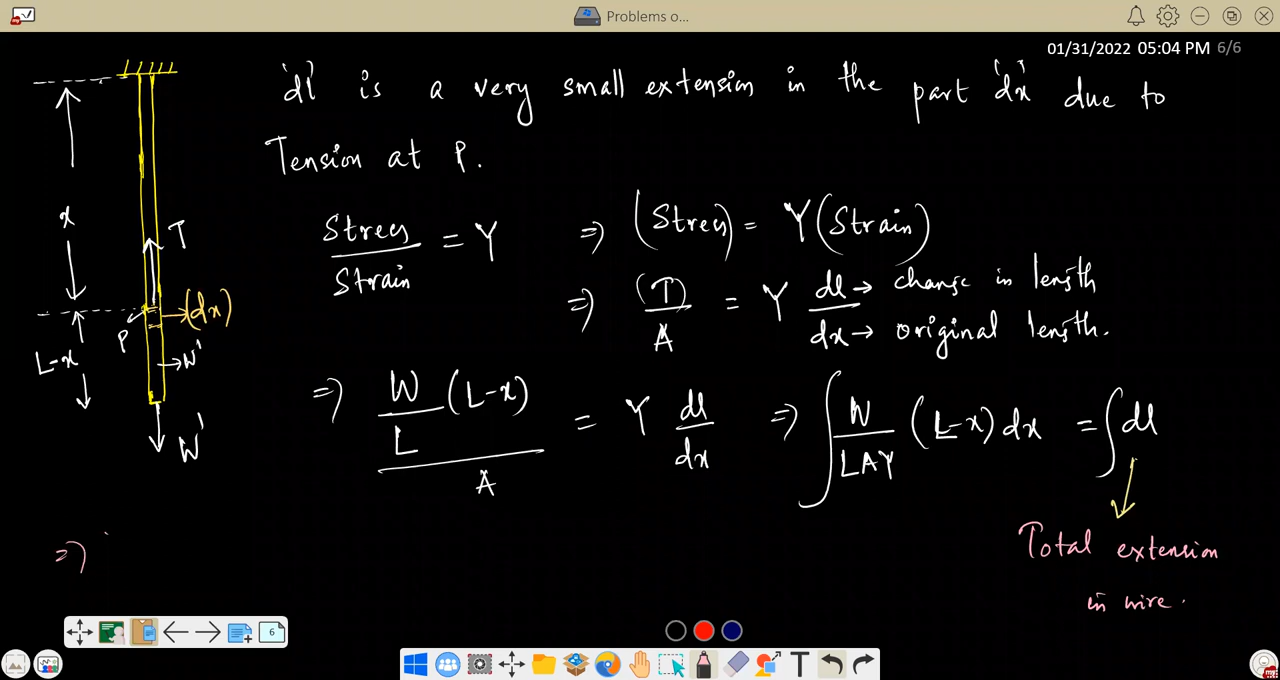 Problems o...
01/31/2022 05:04 PM 6/6
'dl' is a very small extension in the part 'dx' due to
Tension at P.
Stress/Strain = Y ⇒ (Stress) = Y (Strain)
⇒ (T)/A = Y dl/dx
dl → change in length
dx → original length.
⇒ W/L (L-x) / A = Y dl/dx ⇒ ∫ W/LAY (L-x) dx = ∫ dl
Total extension
in wire.
⇒
x
T
(dx)
P
L-x
W'
W'
6
T